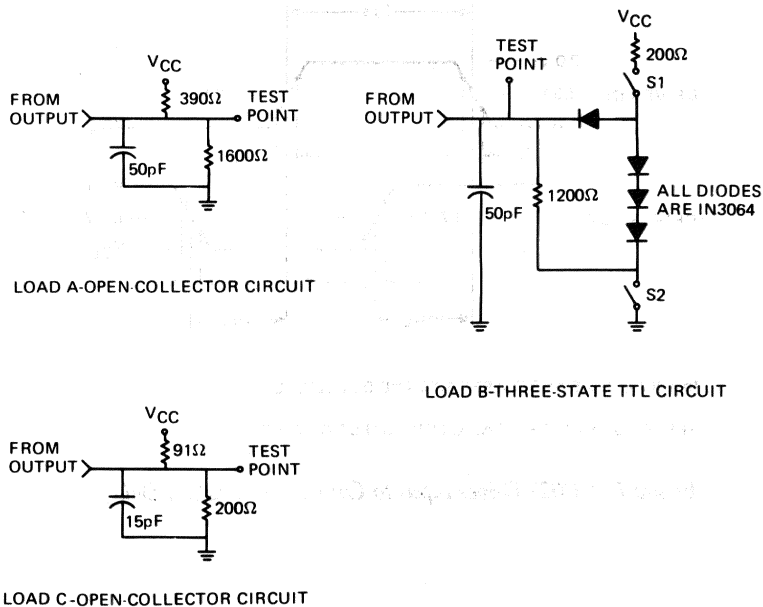 VCC
390Ω
FROM
OUTPUT
TEST
POINT
50pF
1600Ω
LOAD A-OPEN-COLLECTOR CIRCUIT
VCC
200Ω
S1
TEST
POINT
FROM
OUTPUT
50pF
1200Ω
ALL DIODES
ARE IN3064
S2
LOAD B-THREE-STATE TTL CIRCUIT
VCC
91Ω
FROM
OUTPUT
TEST
POINT
15pF
200Ω
LOAD C-OPEN-COLLECTOR CIRCUIT